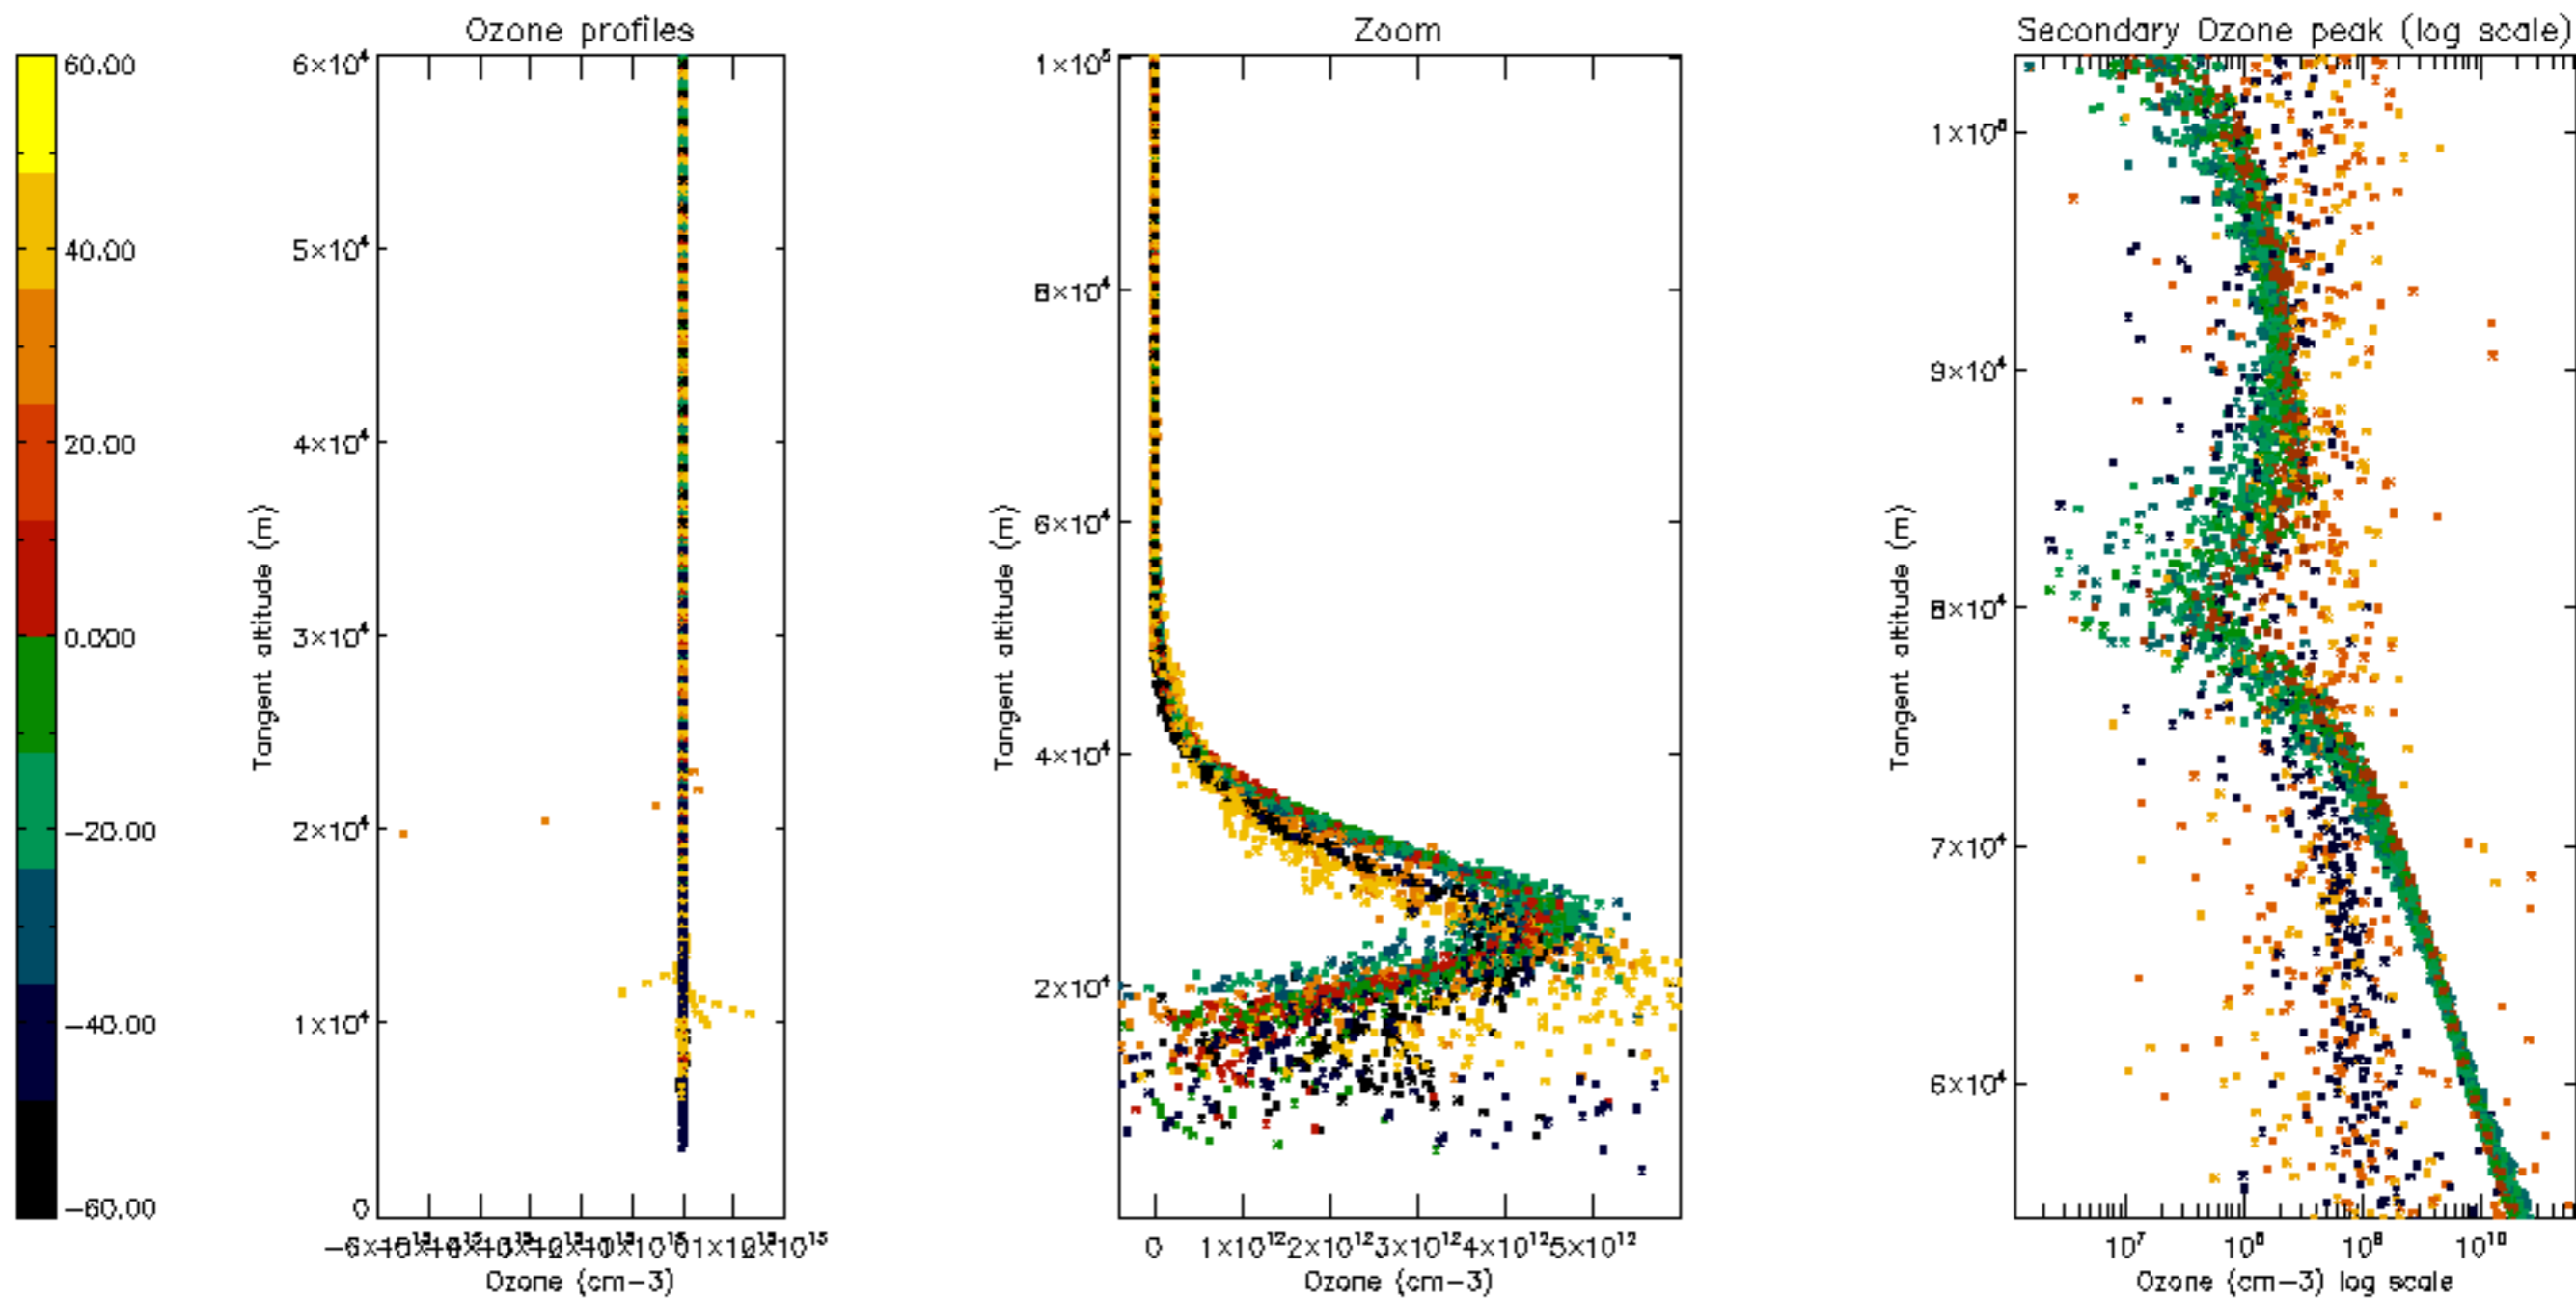 Ozone profiles
Zoom
Secondary Ozone peak (log scale)
60.00
40.00
20.00
0.000
−20.00
−40.00
−60.00
6×10⁴
5×10⁴
4×10⁴
3×10⁴
2×10⁴
1×10⁴
0
Tangent altitude (m)
Ozone (cm−3)
1×10⁵
8×10⁴
6×10⁴
4×10⁴
2×10⁴
Tangent altitude (m)
0 1×10¹² 2×10¹² 3×10¹² 4×10¹² 5×10¹²
Ozone (cm−3)
9×10⁴
8×10⁴
7×10⁴
6×10⁴
Tangent altitude (m)
10⁷ 10⁸ 10⁹ 10¹⁰
Ozone (cm−3) log scale